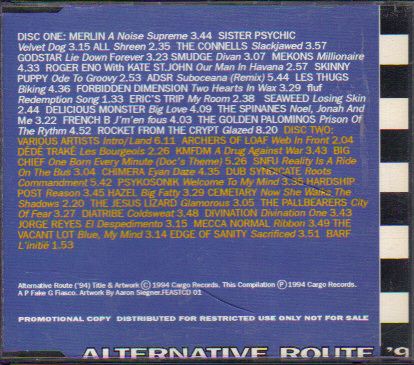 DISC ONE: MERLIN A Noise Supreme 3.44 SISTER PSYCHIC
Velvet Dog 3.15 ALL Shreen 2.35 THE CONNELLS Slackjawed 3.57
GODSTAR Lie Down Forever 3.23 SMUDGE Divan 3.07 MEKONS Millionaire
4.33 ROGER ENO With KATE ST.JOHN Our Man In Havana 2.57 SKINNY
PUPPY Ode To Groovy 2.53 ADSR Suboceana (Remix) 5.44 LES THUGS
Biking 4.36 FORBIDDEN DIMENSION Two Hearts In Wax 3.29 fluf
Redemption Song 1.33 ERIC'S TRIP My Room 2.38 SEAWEED Losing Skin
2.44 DELICIOUS MONSTER Big Love 4.09 THE SPINANES Noel, Jonah And
Me 3.22 FRENCH B J'm'en fous 4.03 THE GOLDEN PALOMINOS Prison Of
The Rythm 4.52 ROCKET FROM THE CRYPT Glazed 8.20 DISC TWO:
VARIOUS ARTISTS Intro/Land 6.11 ARCHERS OF LOAF Web In Front 2.04
DÉDÉ TRAKÉ Les Bourgeois 2.26 KMFDM A Drug Against War 3.43 BIG
CHIEF One Born Every Minute (Doc's Theme) 5.26 SNFU Reality Is A Ride
On The Bus 3.04 CHIMERA Eyan Daze 4.35 DUB SYNDICATE Roots
Commandment 5.42 PSYKOSONIK Welcome To My Mind 3.35 HARDSHIP
POST Reason 3.45 HAZEL Big Fatty 3.29 CEMETARY Now She Walks The
Shadows 2.20 THE JESUS LIZARD Glamorous 3.05 THE PALLBEARERS City
Of Fear 3.27 DIATRIBE Coldsweat 3.48 DIVINATION Divination One 3.43
JORGE REYES El Despedimento 3.15 MECCA NORMAL Ribbon 3.49 THE
VACANT LOT Blue, My Mind 3.14 EDGE OF SANITY Sacrificed 3.51 BARF
L'initié 1.53
Alternative Route ('94) Title & Artwork © 1994 Cargo Records. This Compilation Ⓟ 1994 Cargo Records.
A P Fake G Fiasco. Artwork By Aaron Siegner.FEASTCD 01
PROMOTIONAL COPY DISTRIBUTED FOR RESTRICTED USE ONLY NOT FOR SALE
ALTERNATIVE ROUTE '9